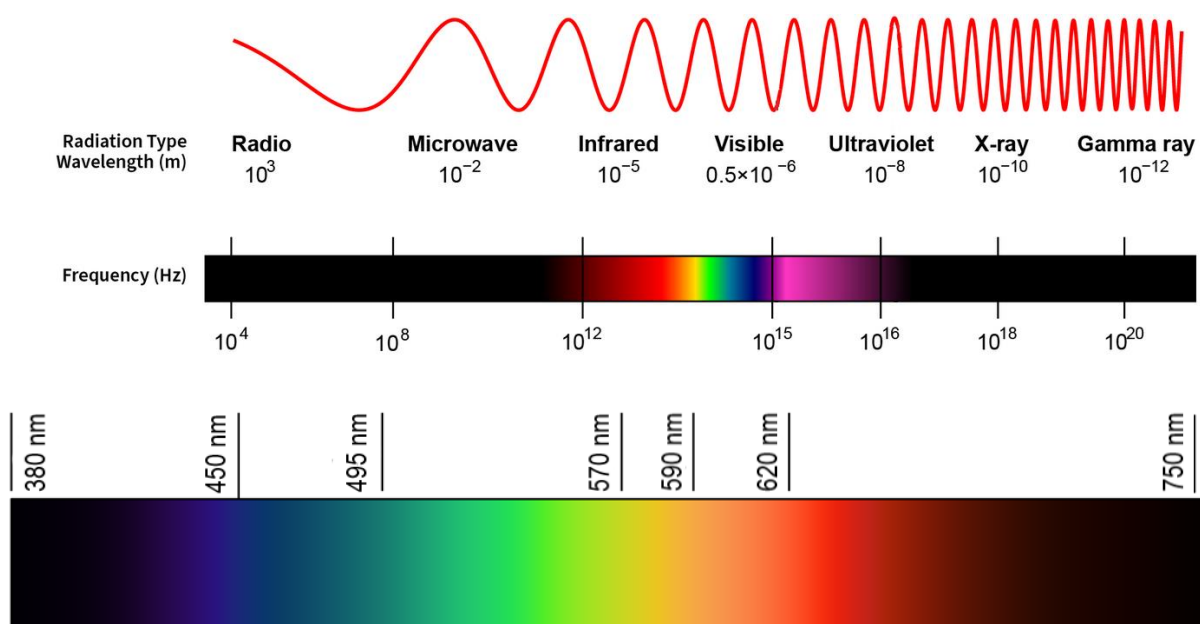 Radiation Type Radio Microwave Infrared Visible Ultraviolet X-ray Gamma ray
Wavelength (m) 10³ 10⁻² 10⁻⁵ 0.5×10⁻⁶ 10⁻⁸ 10⁻¹⁰ 10⁻¹²
Frequency (Hz)
10⁴ 10⁸ 10¹² 10¹⁵ 10¹⁶ 10¹⁸ 10²⁰
380 nm 450 nm 495 nm 570 nm 590 nm 620 nm 750 nm